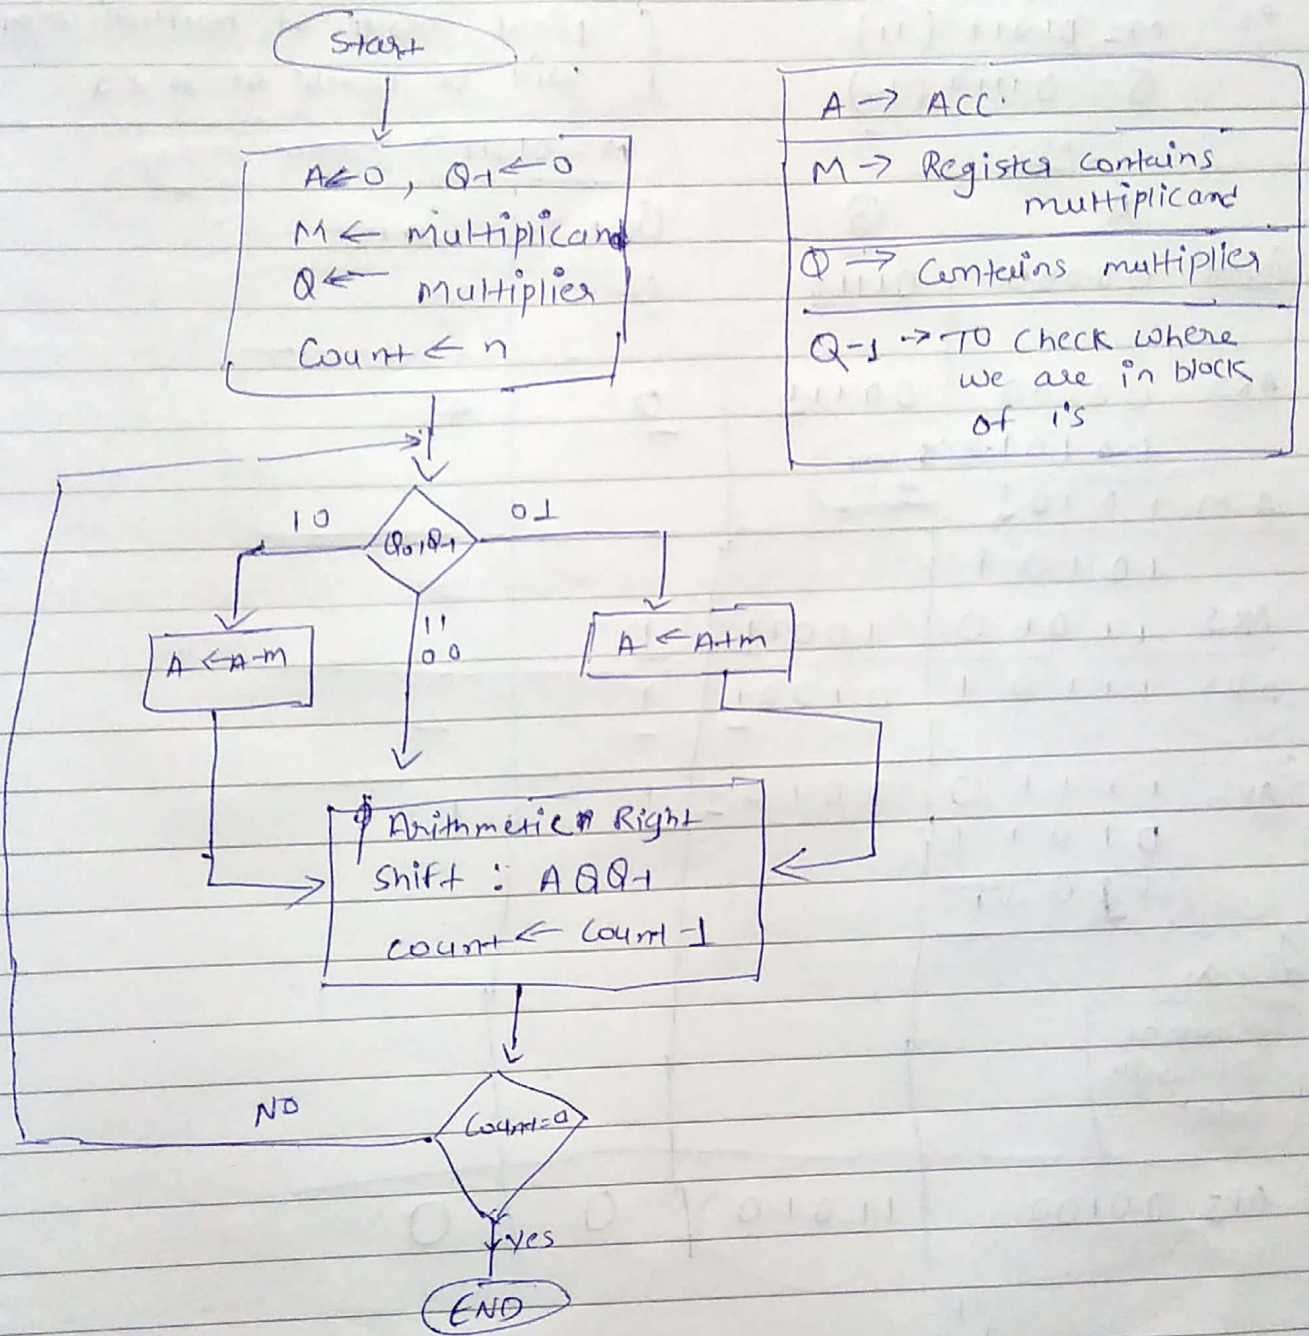 Start
A←0, Q-1←0
M← multiplicand
Q← multiplier
Count ← n
A → ACC.
M → Register contains
multiplicand
Q → Contains multiplier
Q-1 → To check where
we are in block
of 1's
10
Q0,Q-1
01
11
00
A←A-m
A←A+m
Arithmetic Right
Shift : A Q Q-1
count← Count-1
Count=0
NO
yes
END